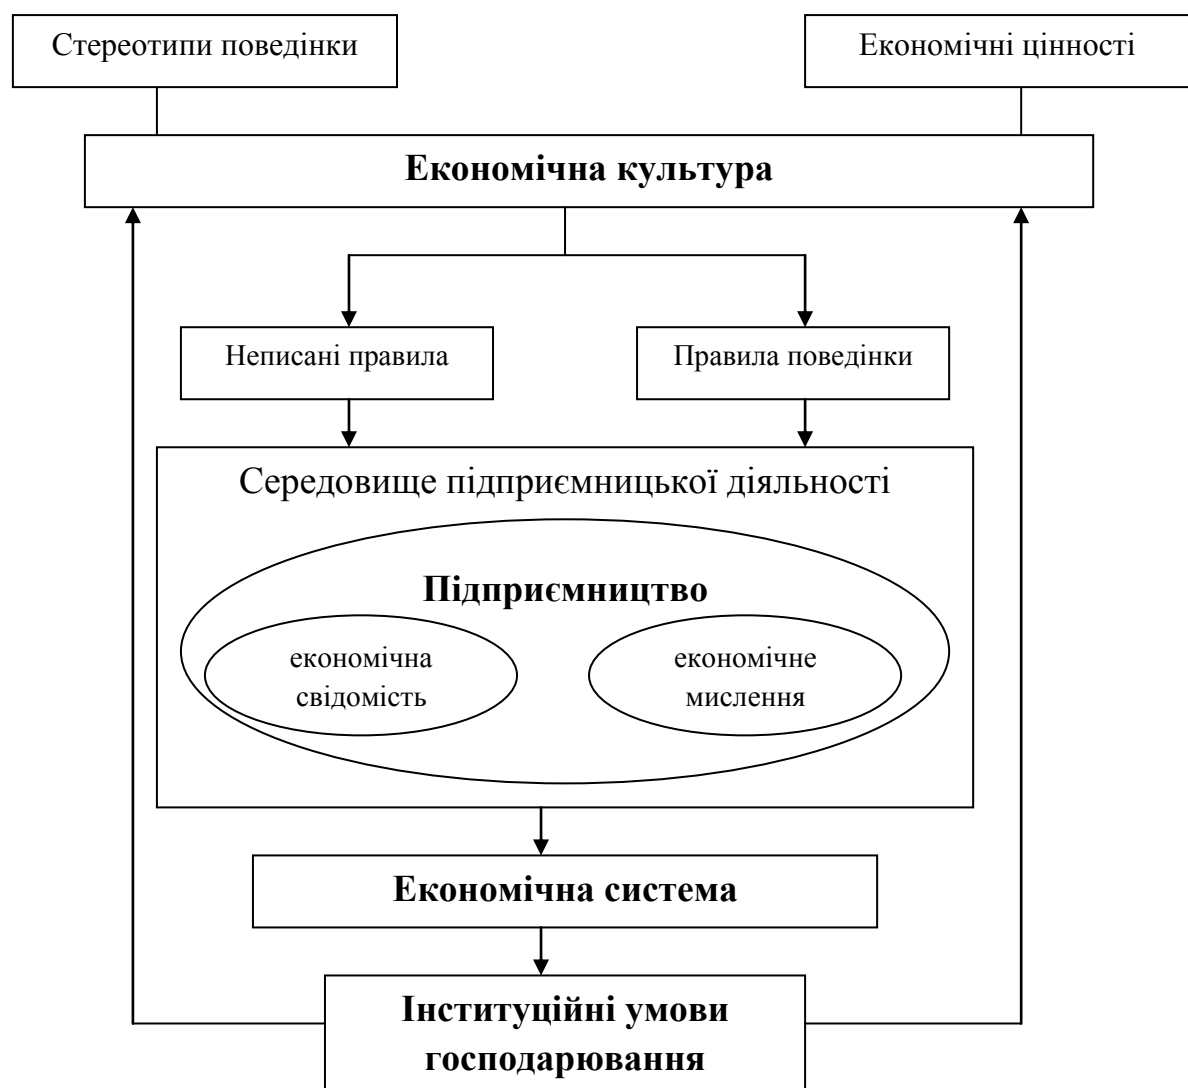 Стереотипи поведінки
Економічні цінності
Економічна культура
Неписані правила
Правила поведінки
Середовище підприємницької діяльності
Підприємництво
економічна
свідомість
економічне
мислення
Економічна система
Інституційні умови
господарювання